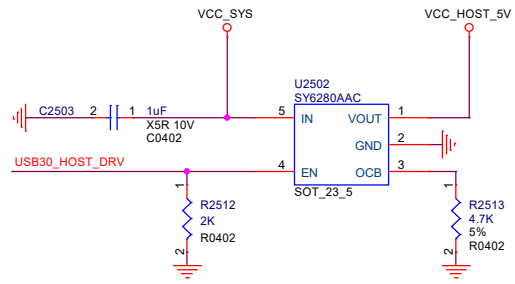 VCC_SYS
VCC_HOST_5V
U2502
SY6280AAC
C2503
2
1
1uF
X5R 10V
C0402
5
IN
VOUT
1
GND
2
USB30_HOST_DRV
4
EN
OCB
3
SOT_23_5
1
R2512
2K
R0402
2
1
R2513
4.7K
5%
R0402
2